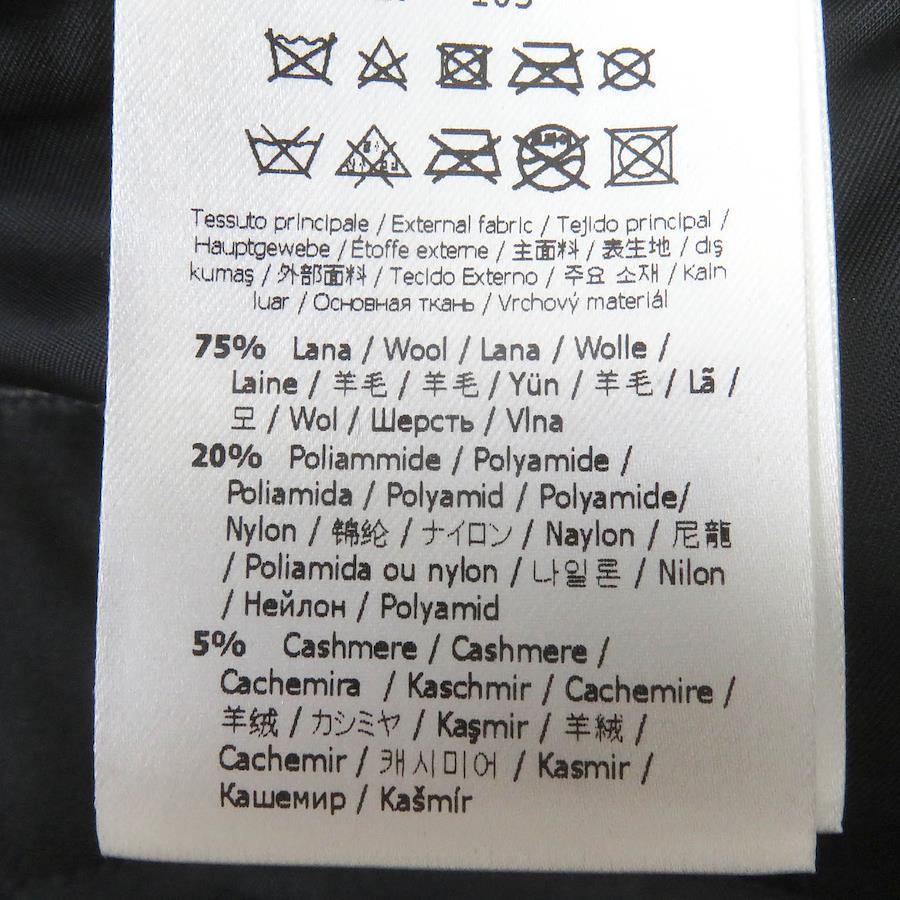 Tessuto principale / External fabric / Tejido principal /
Hauptgewebe / Étoffe externe / 主面料 / 表生地 / dış
kumaş / 外部面料 / Tecido Externo / 주요 소재 / Kain
luar / Основная ткань / Vrchový materiál
75% Lana / Wool / Lana / Wolle /
Laine / 羊毛 / 羊毛 / Yün / 羊毛 / Lã /
모 / Wol / Шерсть / Vlna
20% Poliammide / Polyamide /
Poliamida / Polyamid / Polyamide/
Nylon / 锦纶 / ナイロン / Naylon / 尼龍
/ Poliamida ou nylon / 나일론 / Nilon
/ Нейлон / Polyamid
5% Cashmere / Cashmere /
Cachemira / Kaschmir / Cachemire /
羊绒 / カシミヤ / Kaşmir / 羊絨 /
Cachemir / 캐시미어 / Kasmir /
Кашемир / Kašmír